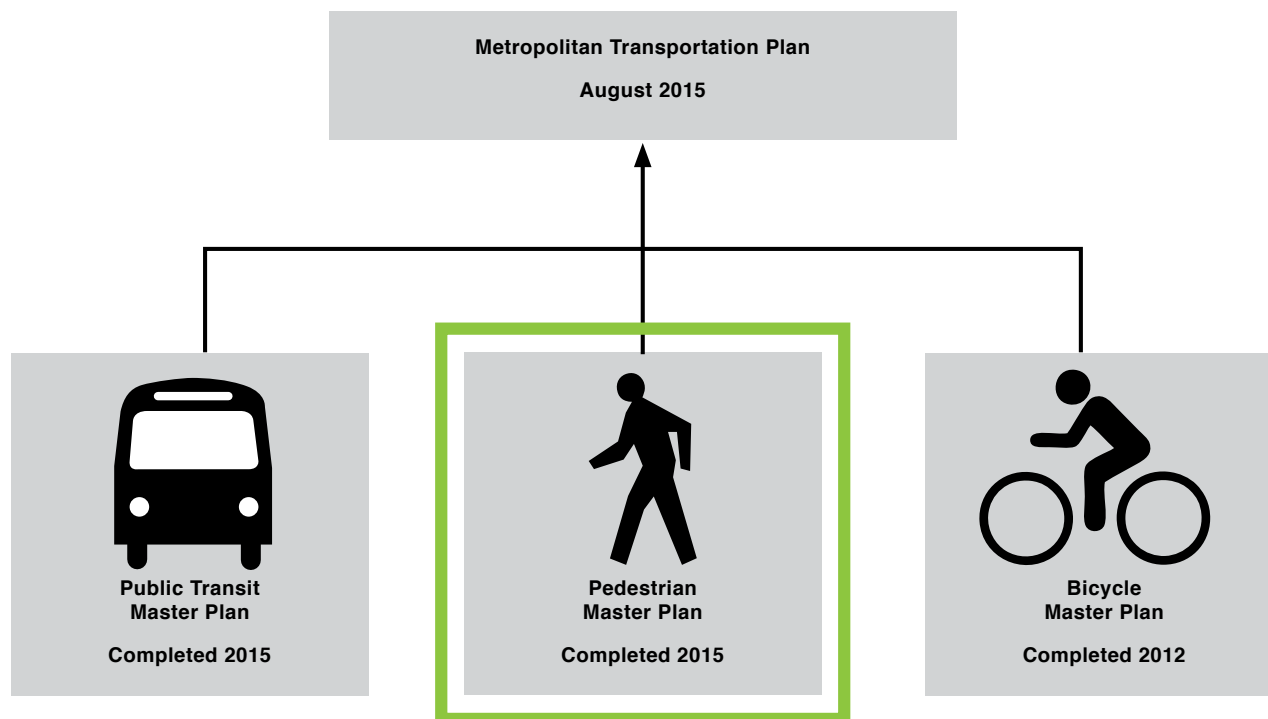 Metropolitan Transportation Plan
August 2015
Public Transit
Master Plan
Completed 2015
Pedestrian
Master Plan
Completed 2015
Bicycle
Master Plan
Completed 2012